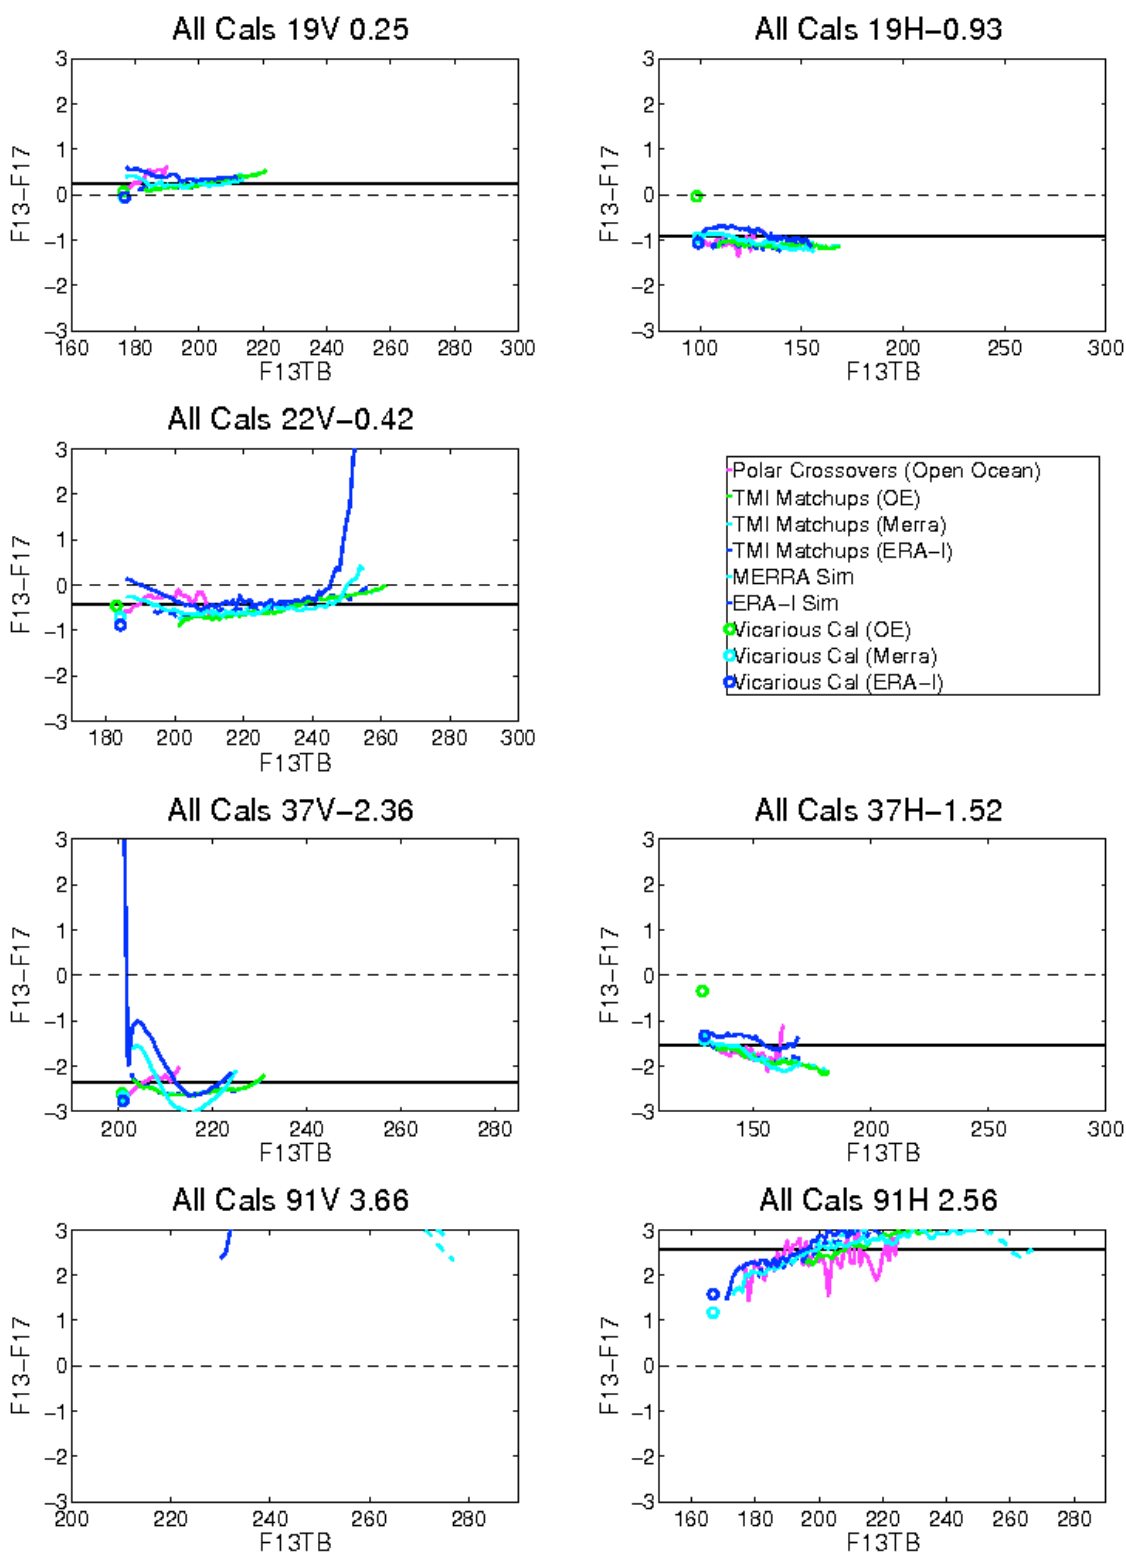 All Cals 19V 0.25
3
2
1
0
−1
−2
−3
F13−F17
160 180 200 220 240 260 280 300
F13TB
All Cals 19H−0.93
3
2
1
0
−1
−2
−3
F13−F17
100 150 200 250 300
F13TB
All Cals 22V−0.42
3
2
1
0
−1
−2
−3
F13−F17
180 200 220 240 260 280 300
F13TB
Polar Crossovers (Open Ocean)
TMI Matchups (OE)
TMI Matchups (Merra)
TMI Matchups (ERA−I)
MERRA Sim
ERA−I Sim
Vicarious Cal (OE)
Vicarious Cal (Merra)
Vicarious Cal (ERA−I)
All Cals 37V−2.36
3
2
1
0
−1
−2
−3
F13−F17
200 220 240 260 280
F13TB
All Cals 37H−1.52
3
2
1
0
−1
−2
−3
F13−F17
150 200 250 300
F13TB
All Cals 91V 3.66
3
2
1
0
−1
−2
−3
F13−F17
200 220 240 260 280
F13TB
All Cals 91H 2.56
3
2
1
0
−1
−2
−3
F13−F17
160 180 200 220 240 260 280
F13TB